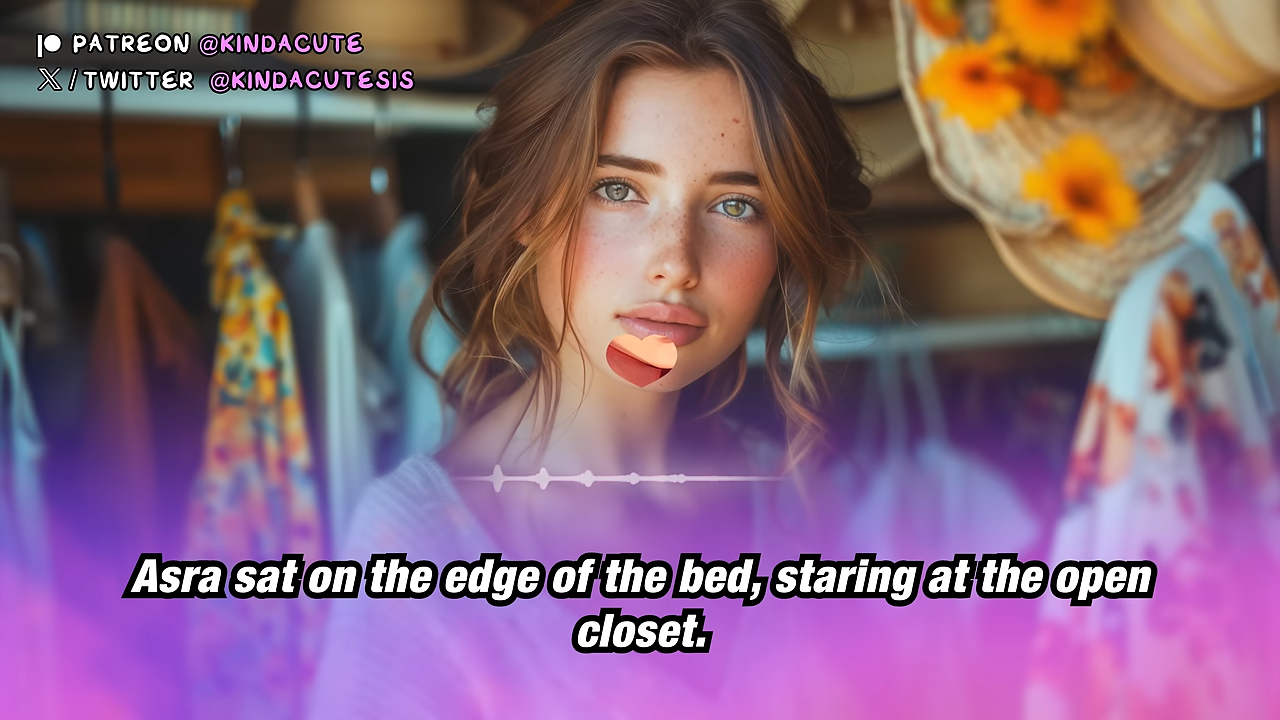 PATREON @KINDACUTE
X/TWITTER @KINDACUTESIS
Asra sat on the edge of the bed, staring at the open
closet.